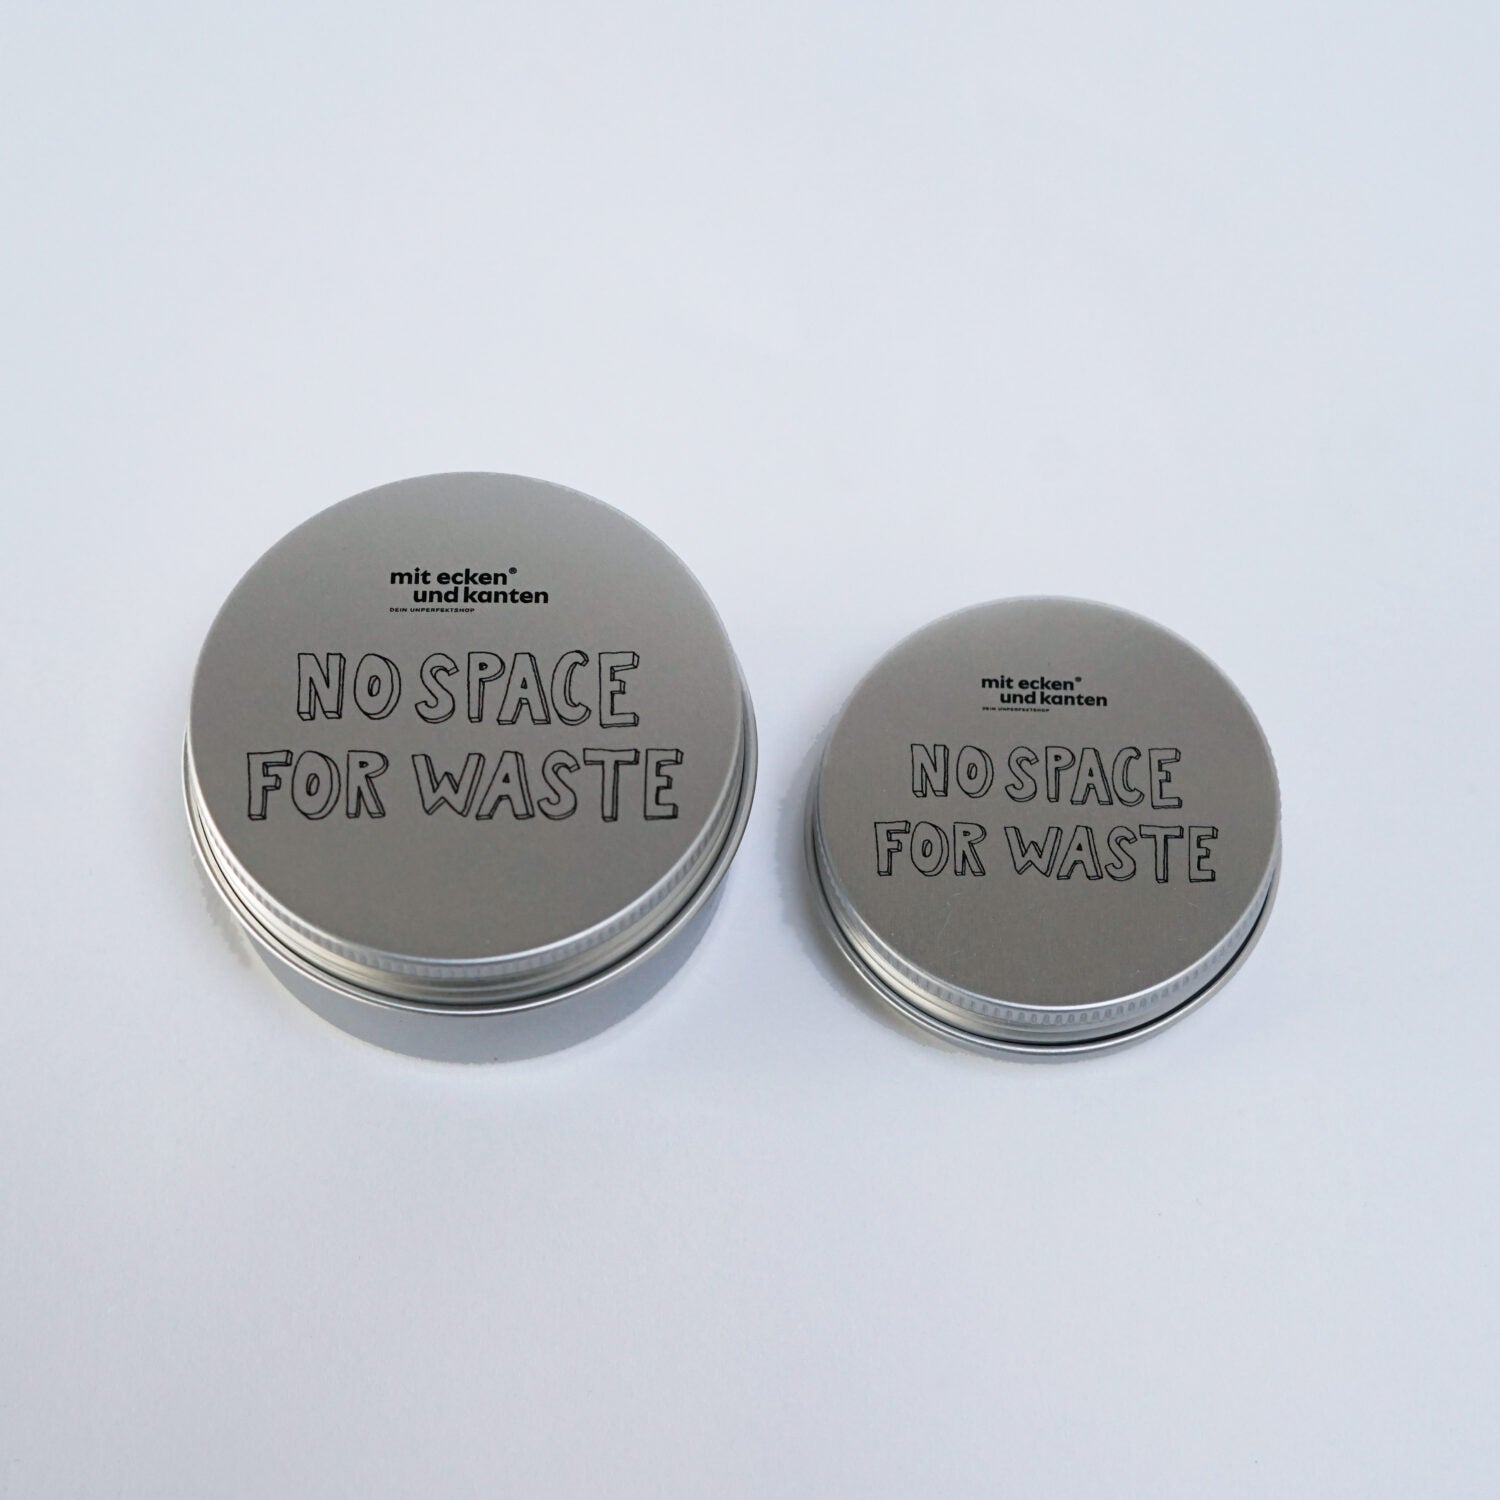 mit ecken®
und kanten
DEIN UNPERFEKTSHOP
NO SPACE
FOR WASTE
mit ecken®
und kanten
DEIN UNPERFEKTSHOP
NO SPACE
FOR WASTE